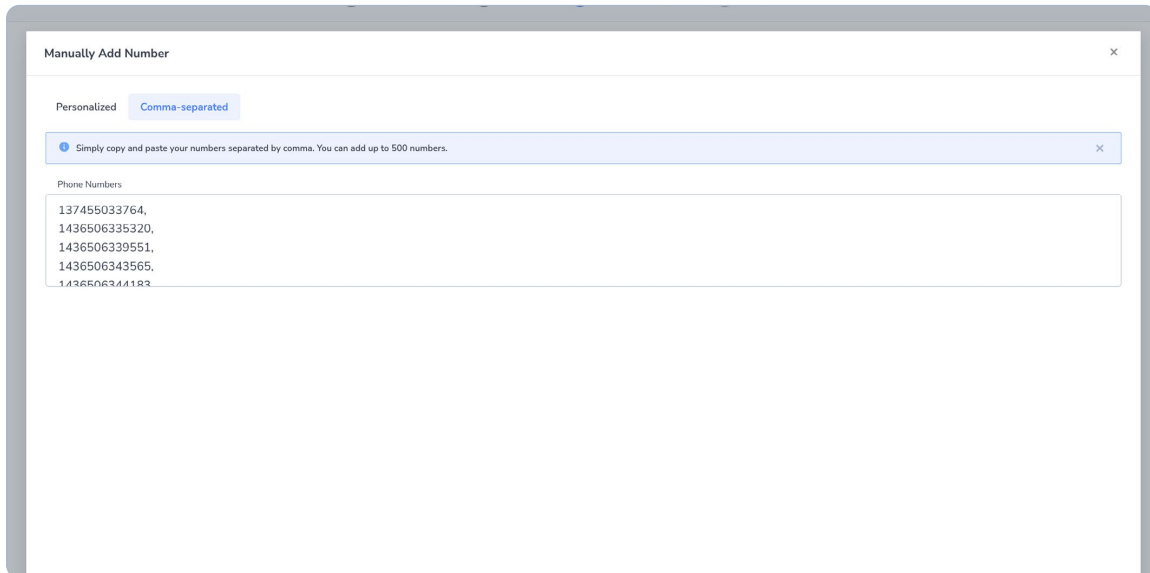 Manually Add Number
Personalized
Comma-separated
Simply copy and paste your numbers separated by comma. You can add up to 500 numbers.
Phone Numbers
137455033764,
1436506335320,
1436506339551,
1436506343565,
1436506344183